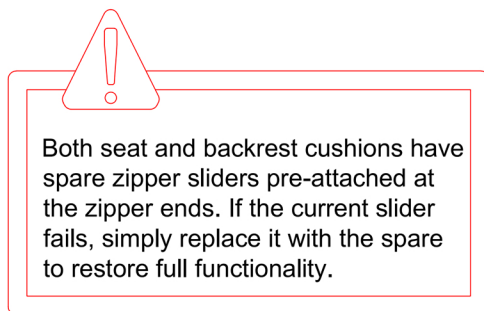 Both seat and backrest cushions have
spare zipper sliders pre-attached at
the zipper ends. If the current slider
fails, simply replace it with the spare
to restore full functionality.